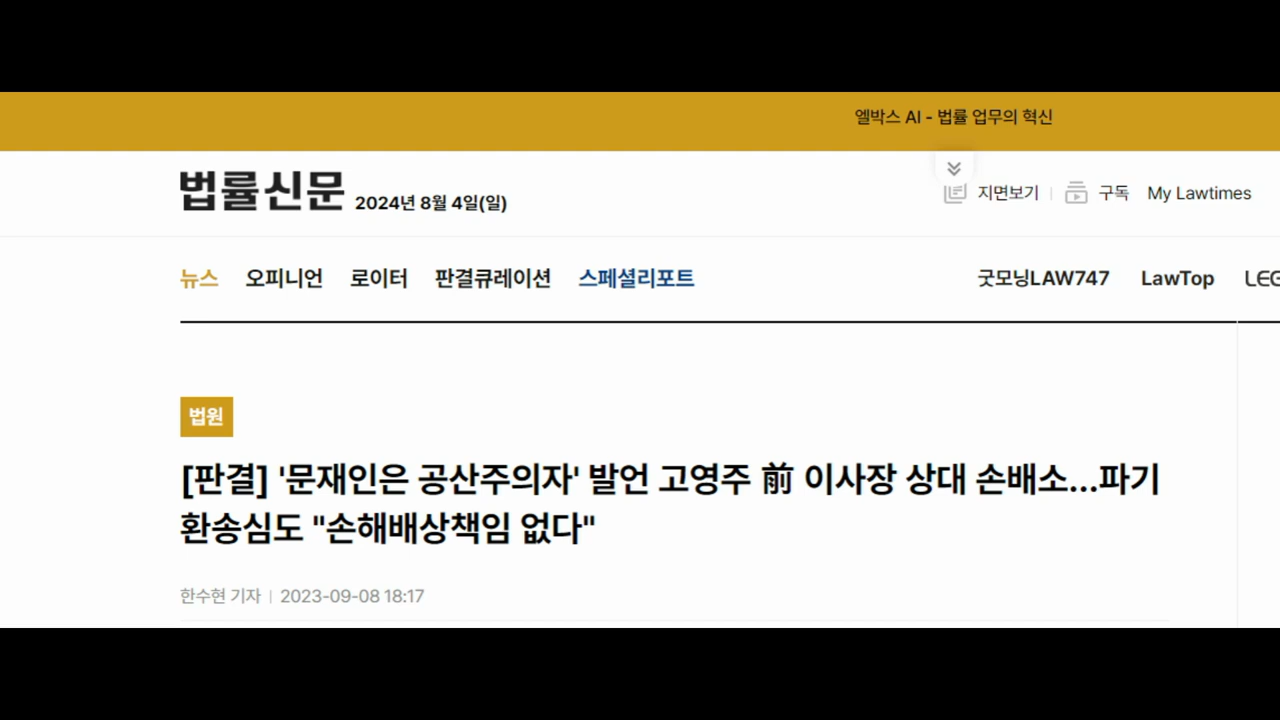 엘박스 AI - 법률 업무의 혁신
법률신문 2024년 8월 4일(일)
지면보기 구독 My Lawtimes
뉴스 오피니언 로이터 판결큐레이션 스페셜리포트 굿모닝LAW747 LawTop
법원
[판결] '문재인은 공산주의자' 발언 고영주 前 이사장 상대 손배소...파기
환송심도 "손해배상책임 없다"
한수현 기자 | 2023-09-08 18:17